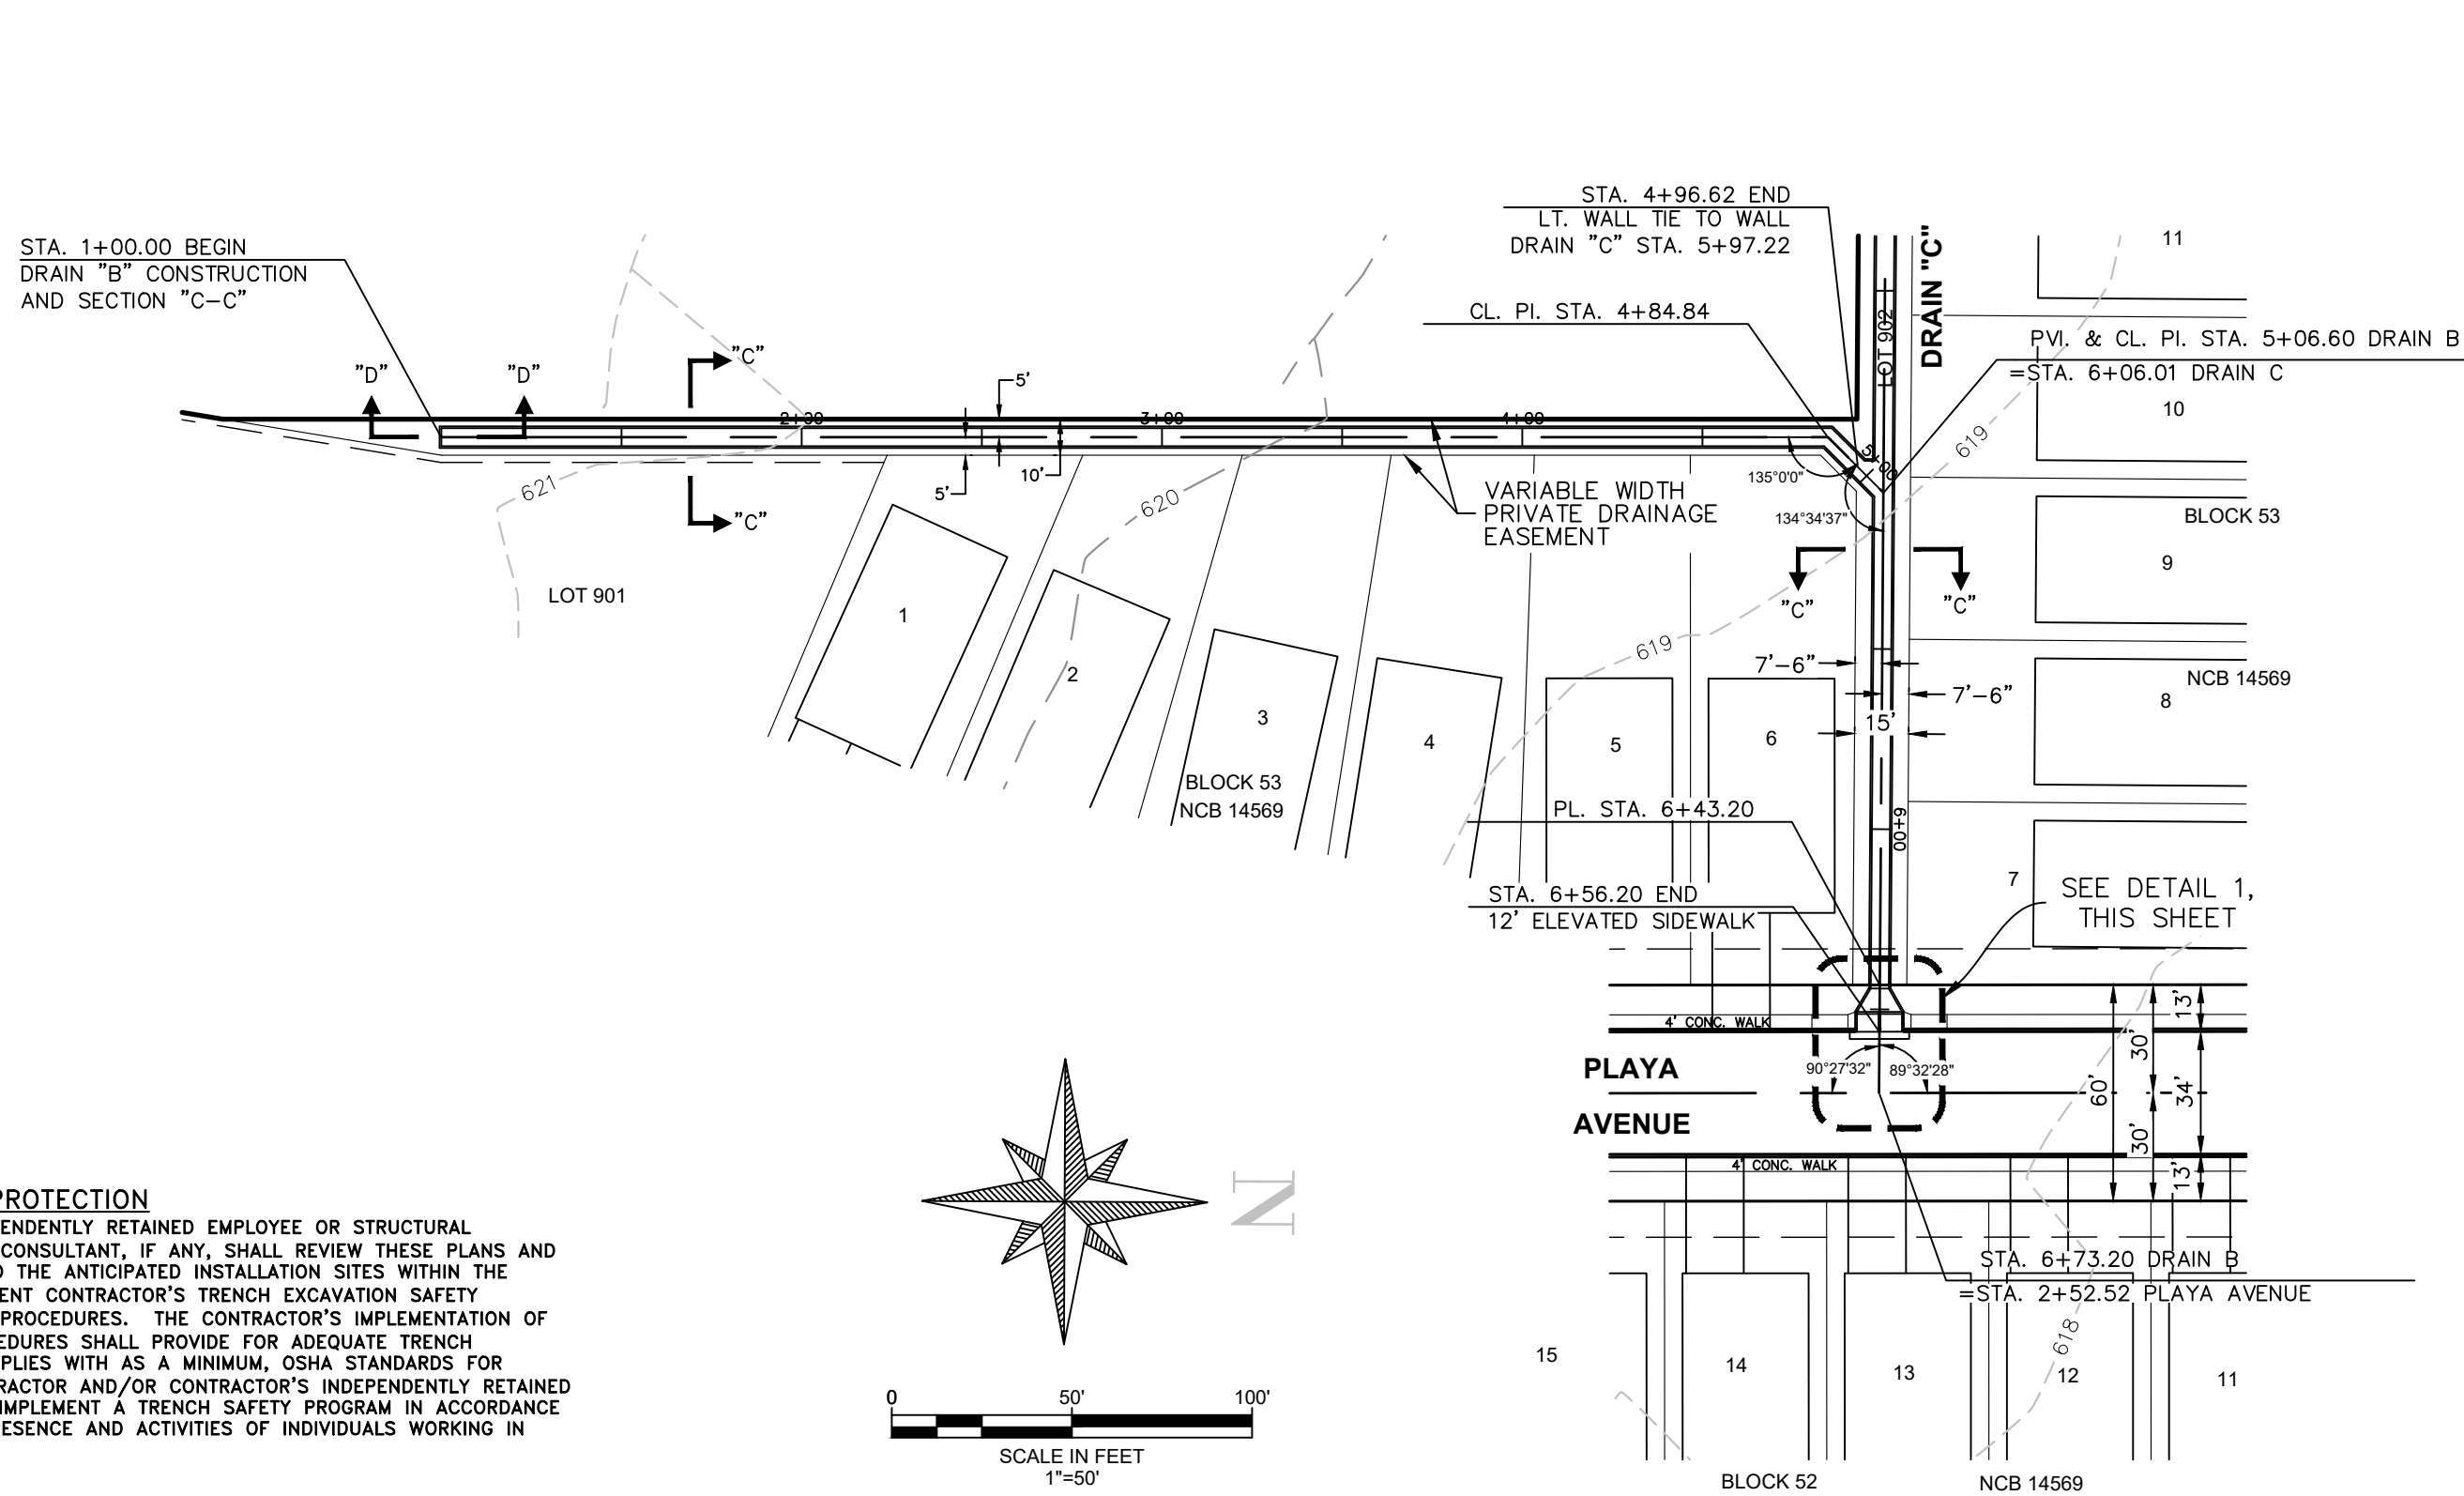 STA. 4+96.62 END
LT. WALL TIE TO WALL
DRAIN "C" STA. 5+97.22
STA. 1+00.00 BEGIN
DRAIN "B" CONSTRUCTION
AND SECTION "C-C"
CL. PI. STA. 4+84.84
DRAIN "C"
LOT 902
11
PVI. & CL. PI. STA. 5+06.60 DRAIN B
=STA. 6+06.01 DRAIN C
"D"
"D"
"C"
5'
2+00
3+00
4+00
5+00
10
619
621
5'
10'
620
"C"
VARIABLE WIDTH
PRIVATE DRAINAGE
EASEMENT
135°0'0"
134°34'37"
BLOCK 53
9
LOT 901
1
2
3
4
5
6
"C"
"C"
619
7'-6"
7'-6"
15'
NCB 14569
8
BLOCK 53
NCB 14569
PL. STA. 6+43.20
6+00
STA. 6+56.20 END
12' ELEVATED SIDEWALK
7
SEE DETAIL 1,
THIS SHEET
4' CONC. WALK
PLAYA
AVENUE
90°27'32"
89°32'28"
13'
30'
60'
34'
30'
13'
4' CONC. WALK
N
STA. 6+73.20 DRAIN B
=STA. 2+52.52 PLAYA AVENUE
618
15
14
13
12
11
BLOCK 52
NCB 14569
0 50' 100'
SCALE IN FEET
1"=50'
PROTECTION
ENDENTLY RETAINED EMPLOYEE OR STRUCTURAL
CONSULTANT, IF ANY, SHALL REVIEW THESE PLANS AND
THE ANTICIPATED INSTALLATION SITES WITHIN THE
ENT CONTRACTOR'S TRENCH EXCAVATION SAFETY
PROCEDURES. THE CONTRACTOR'S IMPLEMENTATION OF
EDURES SHALL PROVIDE FOR ADEQUATE TRENCH
PLIES WITH AS A MINIMUM, OSHA STANDARDS FOR
RACTOR AND/OR CONTRACTOR'S INDEPENDENTLY RETAINED
IMPLEMENT A TRENCH SAFETY PROGRAM IN ACCORDANCE
ESENCE AND ACTIVITIES OF INDIVIDUALS WORKING IN